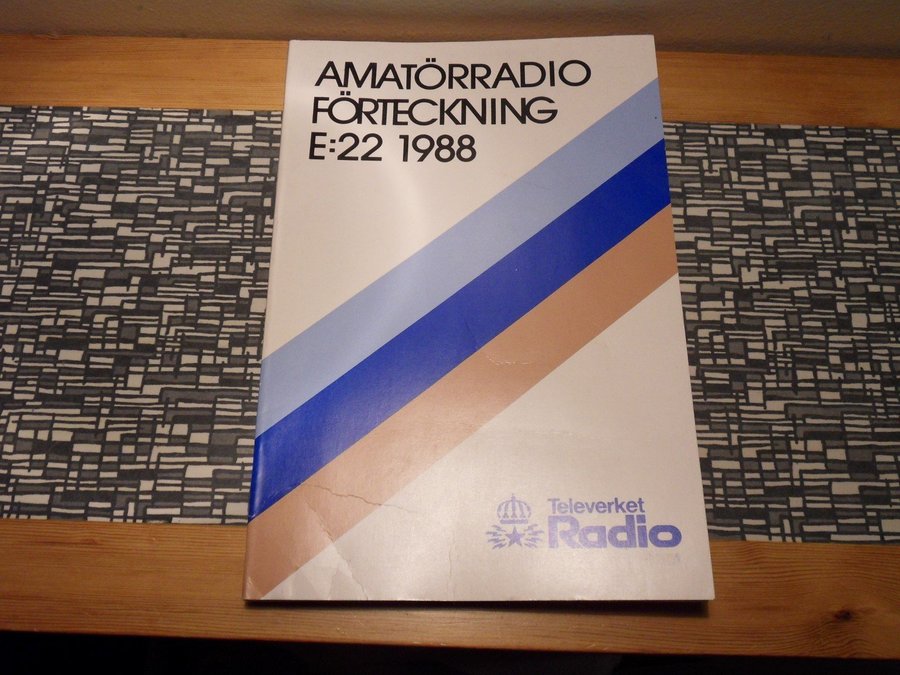 AMATÖRRADIO
FÖRTECKNING
E:22 1988
Televerket
Radio